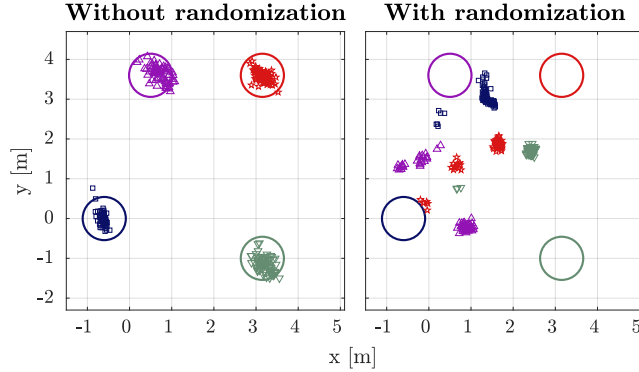 Without randomization
With randomization
4
3
2
1
0
-1
-2
y [m]
-1 0 1 2 3 4 5
-1 0 1 2 3 4 5
x [m]